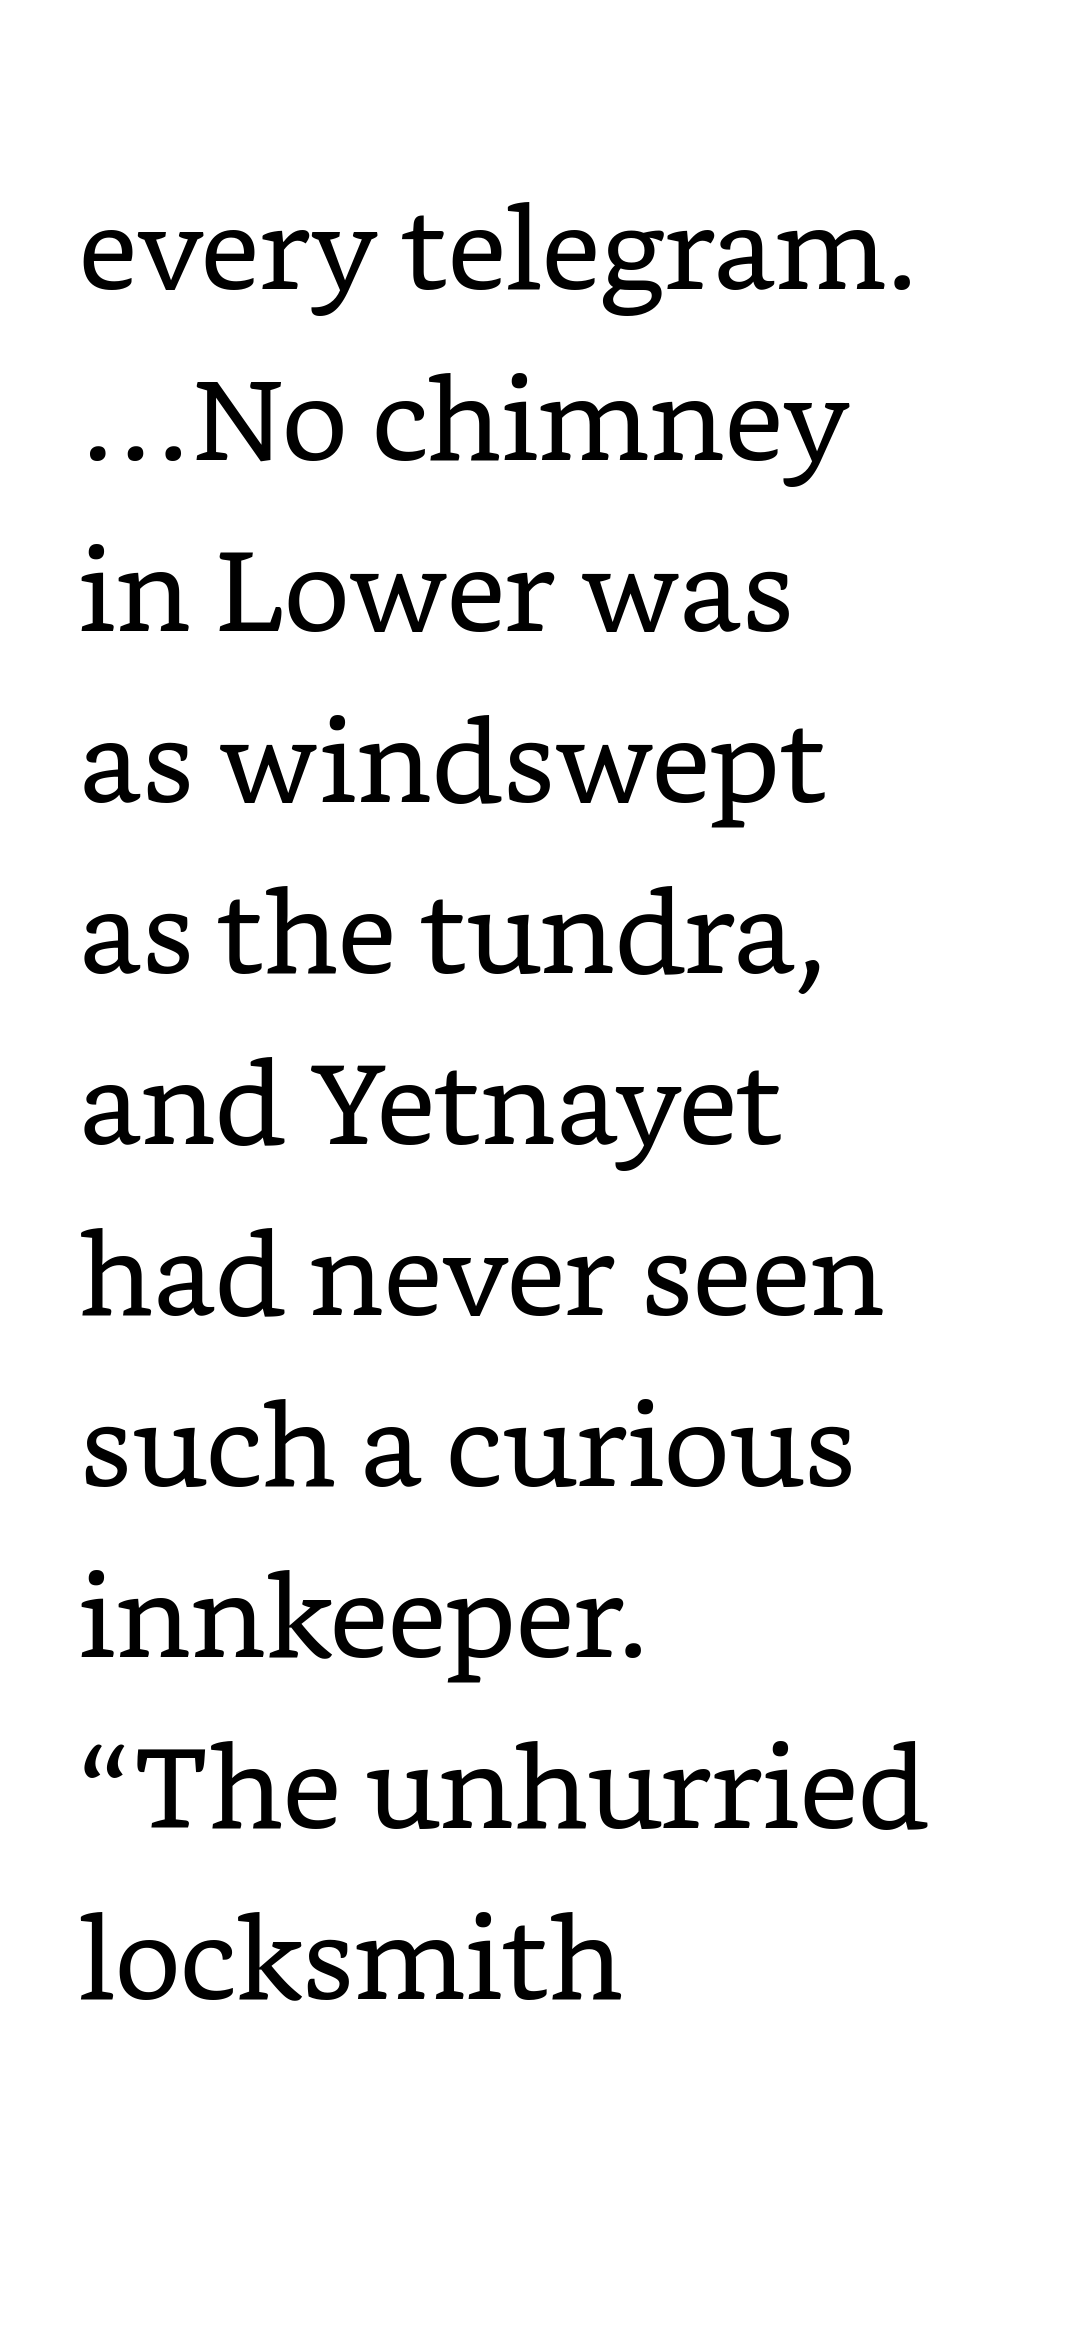 every telegram.
…No chimney
in Lower was
as windswept
as the tundra,
and Yetnayet
had never seen
such a curious
innkeeper.
“The unhurried
locksmith